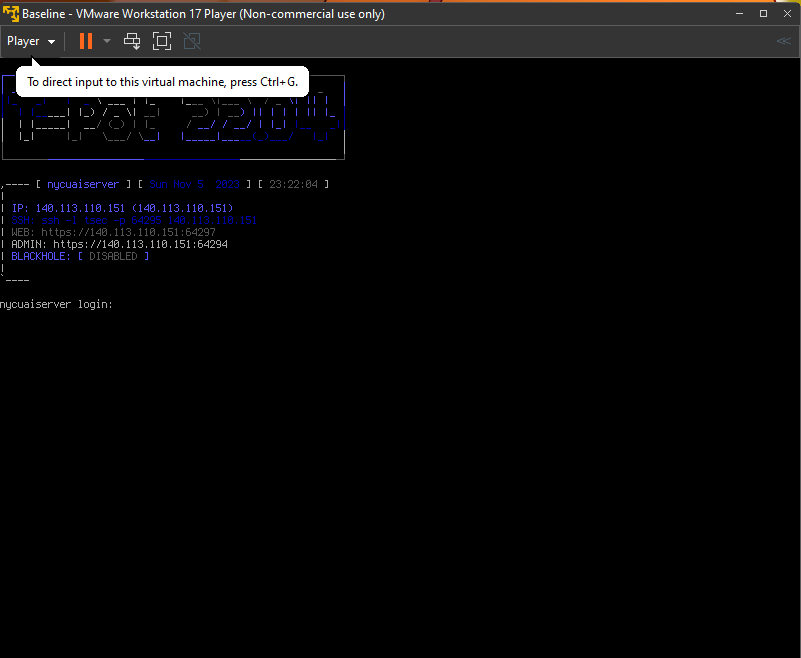 Baseline - VMware Workstation 17 Player (Non-commercial use only)
Player
To direct input to this virtual machine, press Ctrl+G.
,---- [ nycuaiserver ] [ Sun Nov 5 2023 ] [ 23:22:04 ]
|
| IP: 140.113.110.151 (140.113.110.151)
| SSH: ssh -l tsec -p 64295 140.113.110.151
| WEB: https://140.113.110.151:64297
| ADMIN: https://140.113.110.151:64294
| BLACKHOLE: [ DISABLED ]
|
`----
nycuaiserver login: